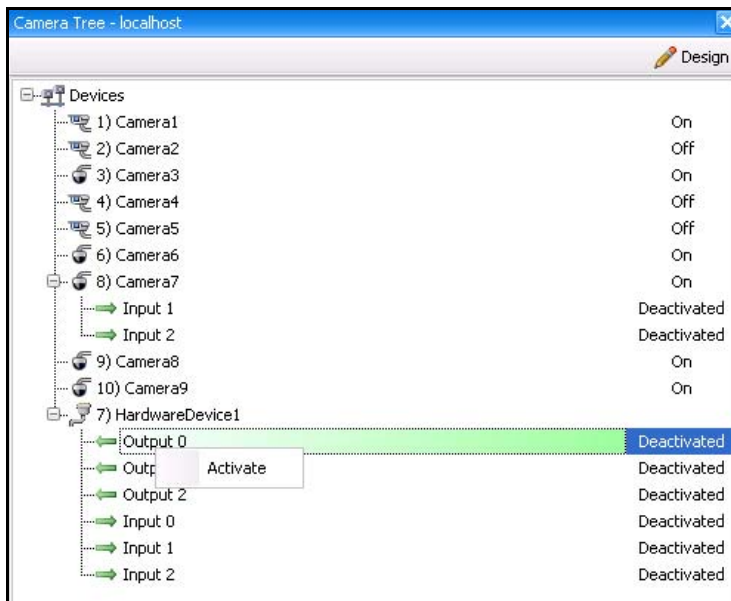 Camera Tree - localhost
Design
Devices
1) Camera1 On
2) Camera2 Off
3) Camera3 On
4) Camera4 Off
5) Camera5 Off
6) Camera6 On
8) Camera7 On
Input 1 Deactivated
Input 2 Deactivated
9) Camera8 On
10) Camera9 On
7) HardwareDevice1
Output 0 Deactivated
Outp Activate Deactivated
Output 2 Deactivated
Input 0 Deactivated
Input 1 Deactivated
Input 2 Deactivated